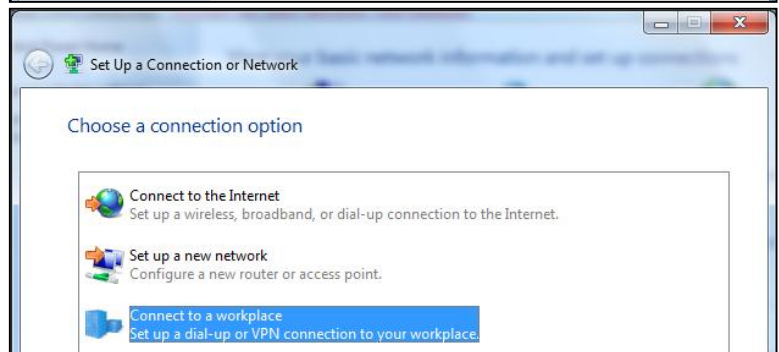 Set Up a Connection or Network
Choose a connection option
Connect to the Internet
Set up a wireless, broadband, or dial-up connection to the Internet.
Set up a new network
Configure a new router or access point.
Connect to a workplace
Set up a dial-up or VPN connection to your workplace.